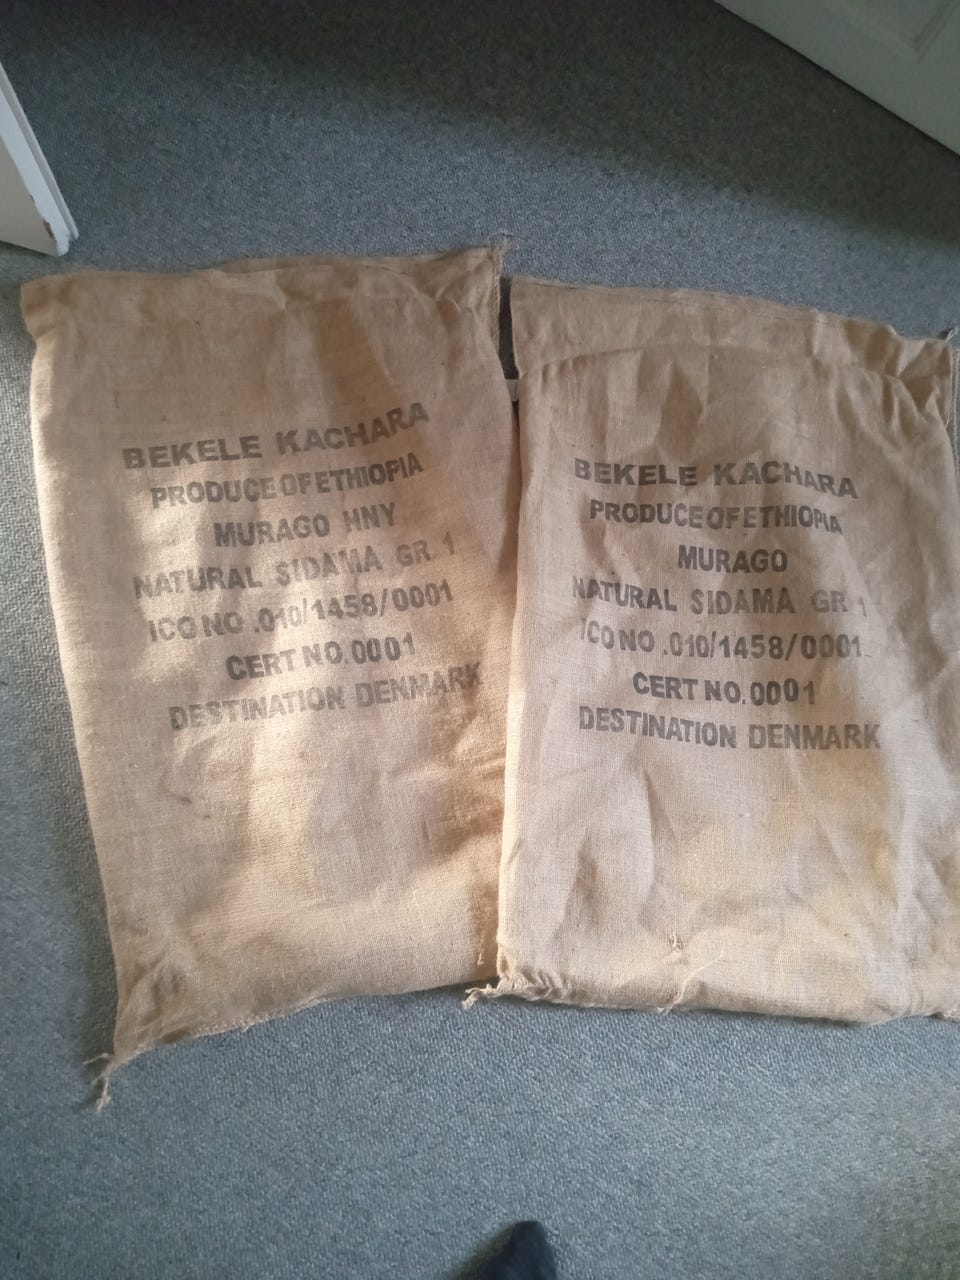 BEKELE KACHARA
PRODUCE OF ETHIOPIA
MURAGO HNY
NATURAL SIDAMA GR. 1
ICO NO .010/1458/0001
CERT NO. 0001
DESTINATION DENMARK
BEKELE KACHARA
PRODUCE OF ETHIOPIA
MURAGO
NATURAL SIDAMA GR 1
ICO NO .010/1458/0001
CERT NO. 0001
DESTINATION DENMARK